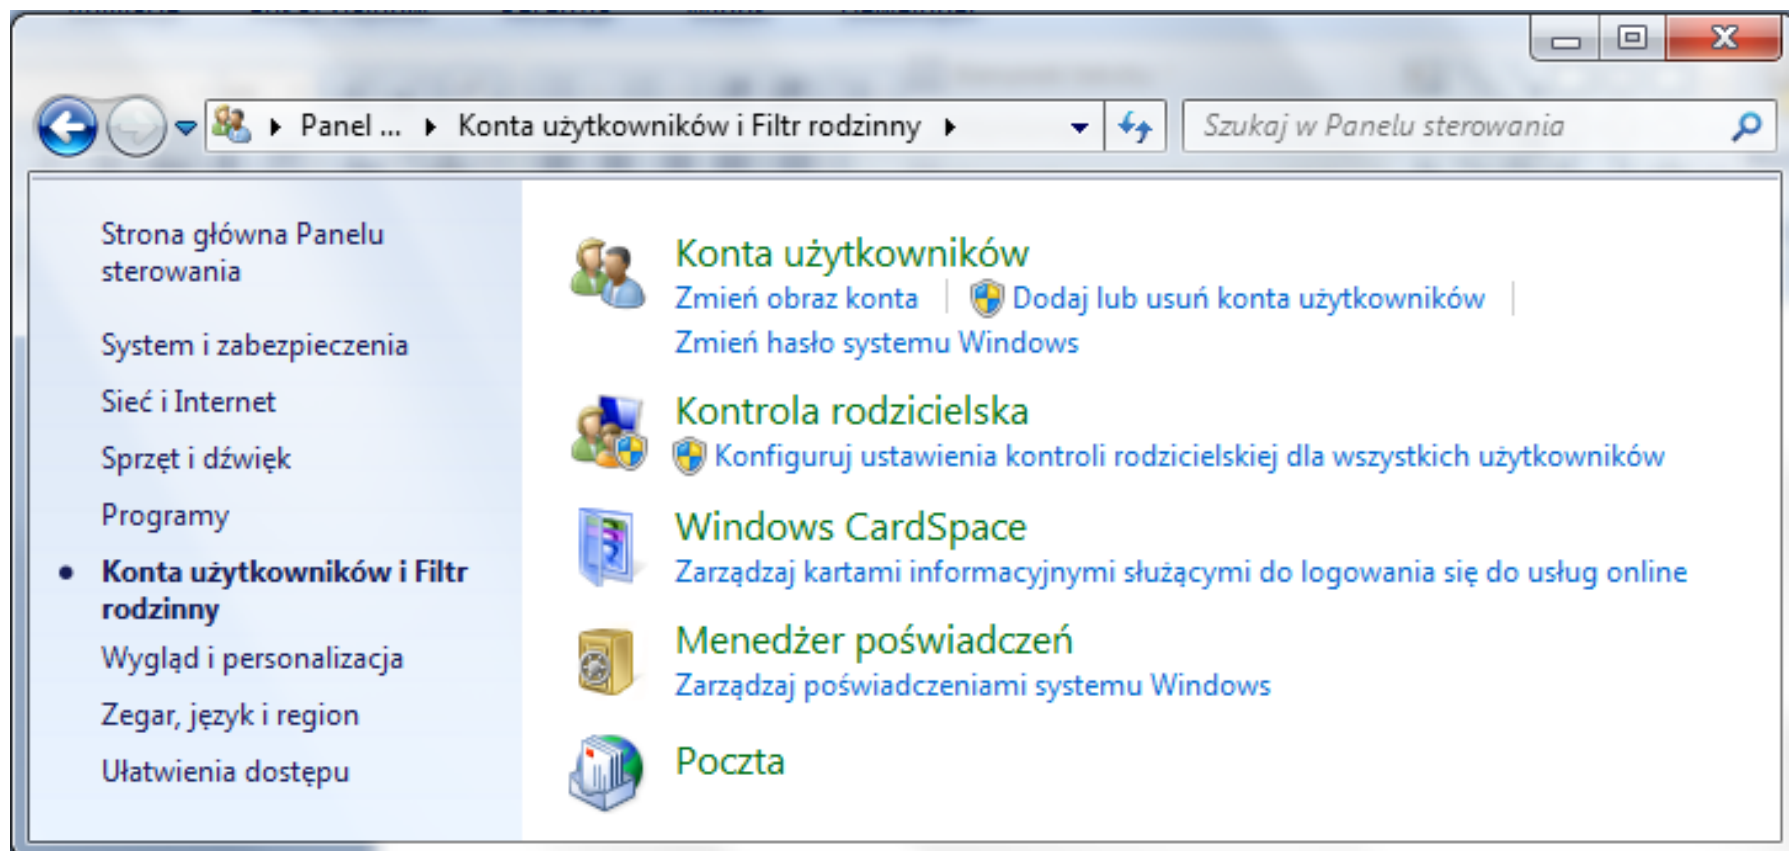 Panel ... Konta użytkowników i Filtr rodzinny Szukaj w Panelu sterowania
Strona główna Panelu
sterowania
System i zabezpieczenia
Sieć i Internet
Sprzęt i dźwięk
Programy
Konta użytkowników i Filtr
rodzinny
Wygląd i personalizacja
Zegar, język i region
Ułatwienia dostępu
Konta użytkowników
Zmień obraz konta Dodaj lub usuń konta użytkowników
Zmień hasło systemu Windows
Kontrola rodzicielska
Konfiguruj ustawienia kontroli rodzicielskiej dla wszystkich użytkowników
Windows CardSpace
Zarządzaj kartami informacyjnymi służącymi do logowania się do usług online
Menedżer poświadczeń
Zarządzaj poświadczeniami systemu Windows
Poczta